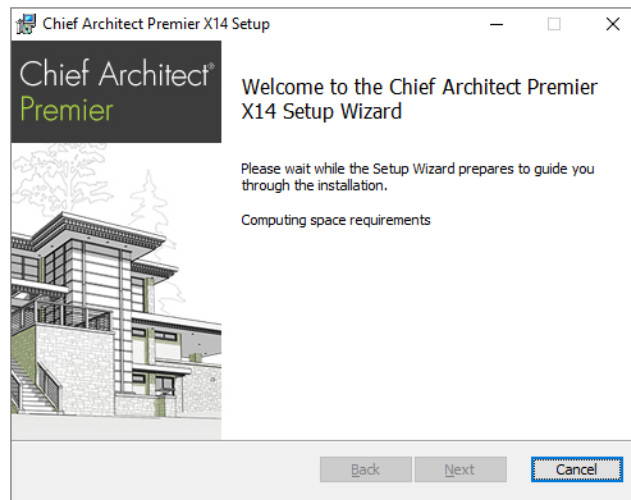 Chief Architect Premier X14 Setup
Chief Architect®
Premier
Welcome to the Chief Architect Premier
X14 Setup Wizard
Please wait while the Setup Wizard prepares to guide you
through the installation.
Computing space requirements
Back Next Cancel